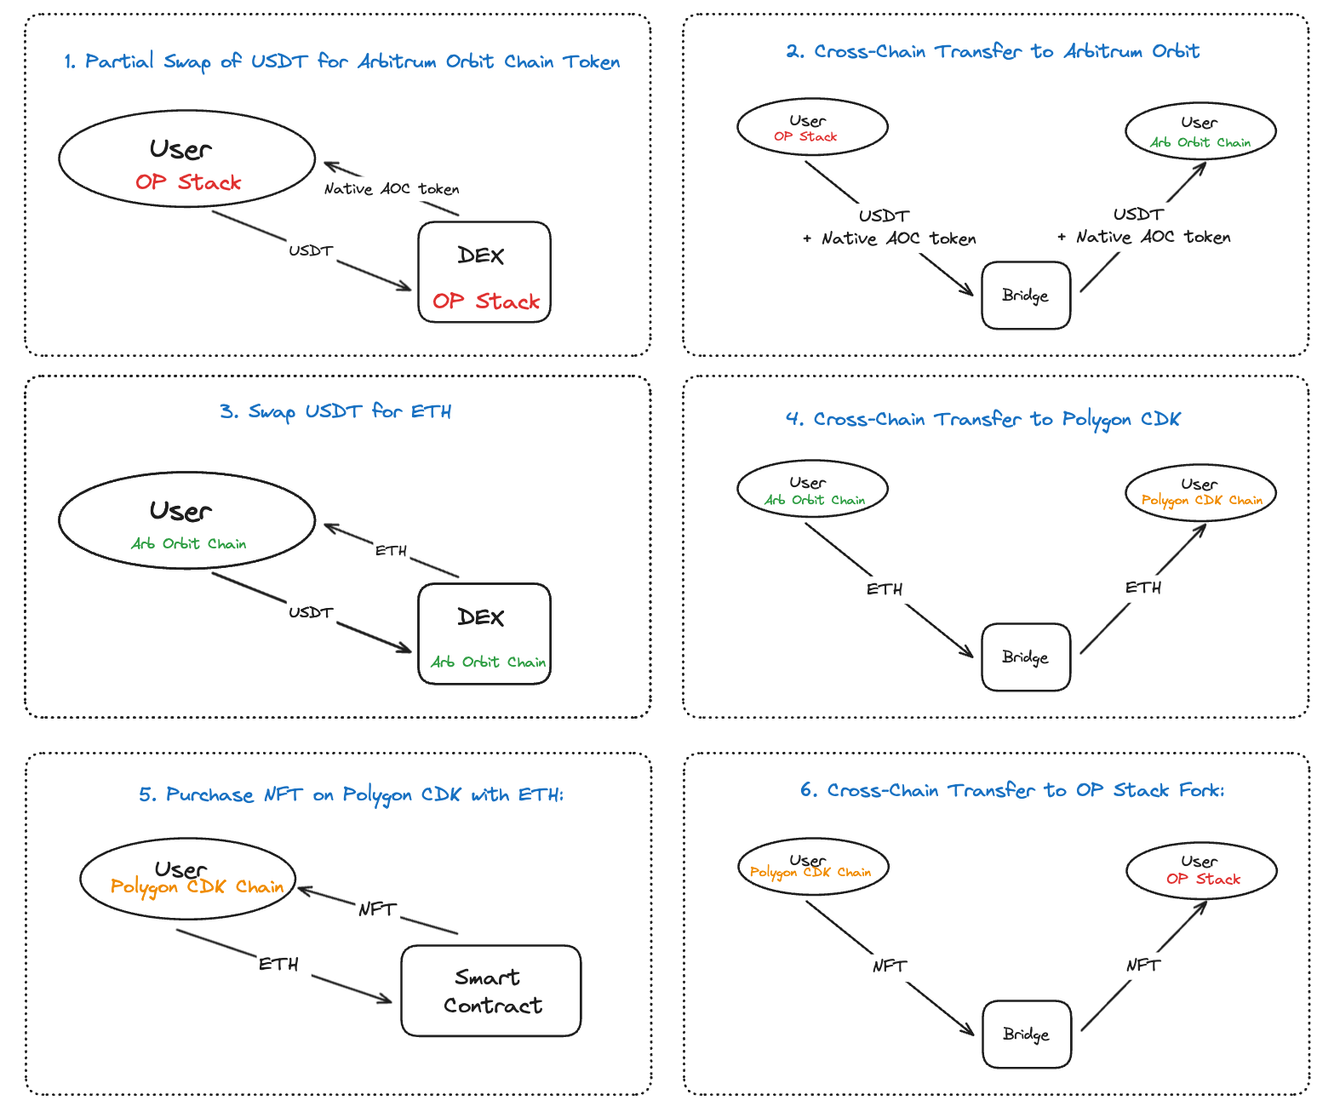 1. Partial Swap of USDT for Arbitrum Orbit Chain Token
User
OP Stack
Native AOC token
USDT
DEX
OP Stack
2. Cross-Chain Transfer to Arbitrum Orbit
User
OP Stack
User
Arb Orbit Chain
USDT
+ Native AOC token
USDT
+ Native AOC token
Bridge
3. Swap USDT for ETH
User
Arb Orbit Chain
ETH
USDT
DEX
Arb Orbit Chain
4. Cross-Chain Transfer to Polygon CDK
User
Arb Orbit Chain
User
Polygon CDK Chain
ETH
ETH
Bridge
5. Purchase NFT on Polygon CDK with ETH:
User
Polygon CDK Chain
NFT
ETH
Smart
Contract
6. Cross-Chain Transfer to OP Stack Fork:
User
Polygon CDK Chain
User
OP Stack
NFT
NFT
Bridge